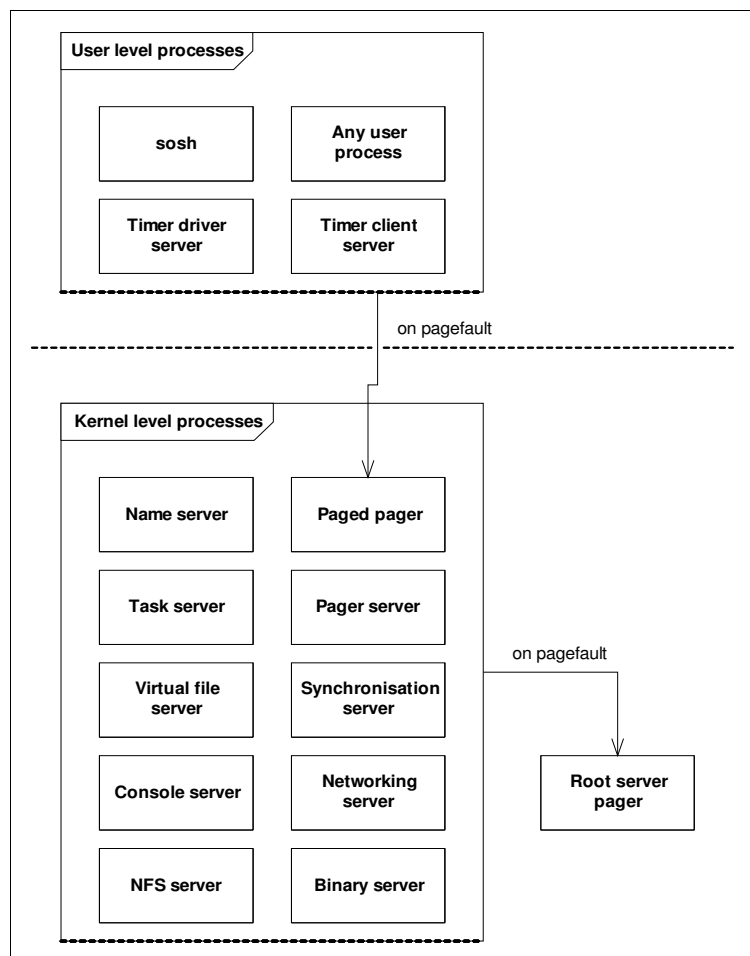 User level processes
sosh
Any user
process
Timer driver
server
Timer client
server
on pagefault
Kernel level processes
Name server
Paged pager
Task server
Pager server
on pagefault
Virtual file
server
Synchronisation
server
Console server
Networking
server
Root server
pager
NFS server
Binary server